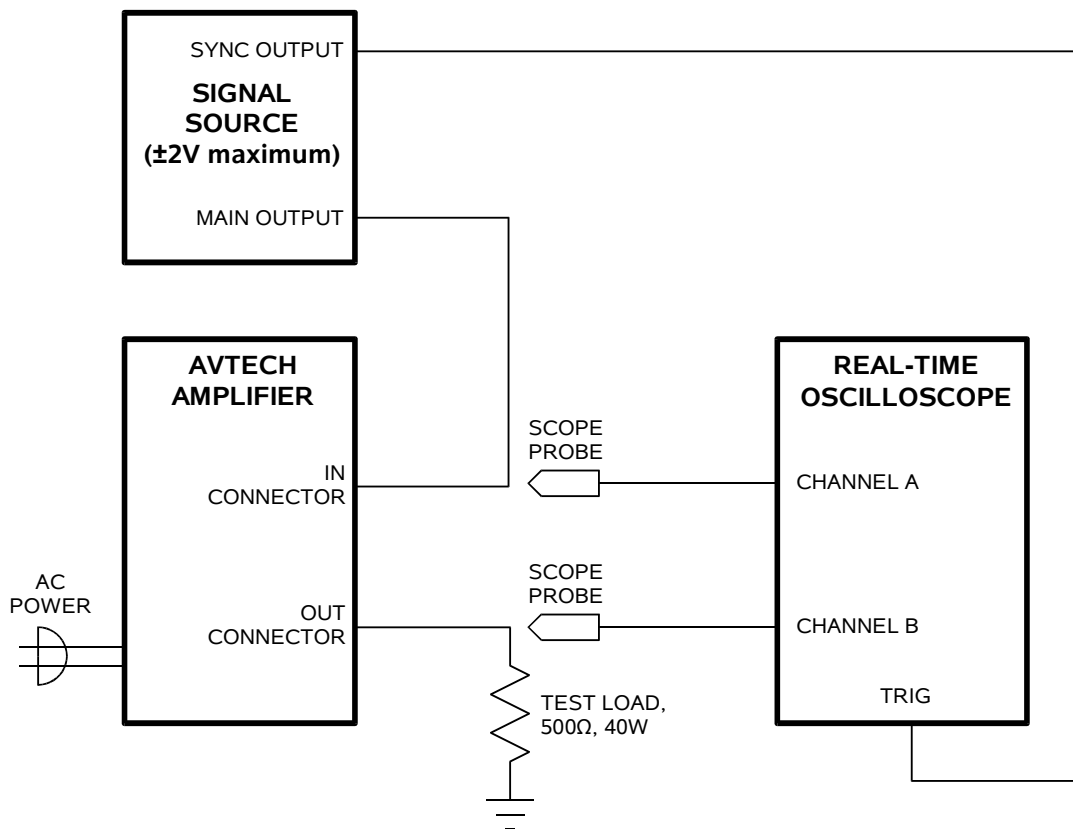 SYNC OUTPUT
SIGNAL
SOURCE
(±2V maximum)
MAIN OUTPUT
AVTECH
AMPLIFIER
IN
CONNECTOR
OUT
CONNECTOR
AC
POWER
SCOPE
PROBE
SCOPE
PROBE
TEST LOAD,
500Ω, 40W
REAL-TIME
OSCILLOSCOPE
CHANNEL A
CHANNEL B
TRIG